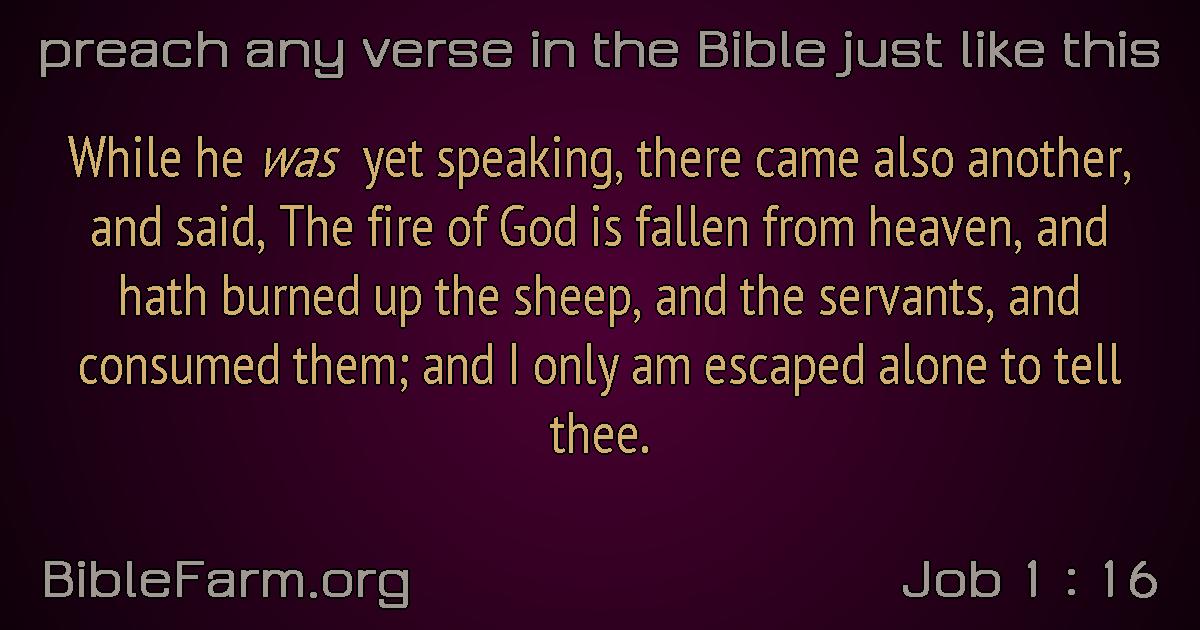 preach any verse in the Bible just like this
While he was yet speaking, there came also another,
and said, The fire of God is fallen from heaven, and
hath burned up the sheep, and the servants, and
consumed them; and I only am escaped alone to tell
thee.
BibleFarm.org
Job 1 : 16